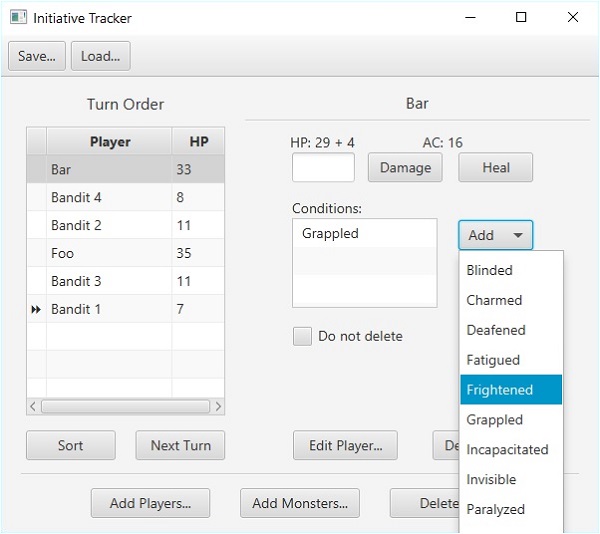 Initiative Tracker
Save... Load...
Turn Order
Player HP
Bar 33
Bandit 4 8
Bandit 2 11
Foo 35
Bandit 3 11
Bandit 1 7
Sort Next Turn
Bar
HP: 29 + 4 AC: 16
Damage Heal
Conditions:
Grappled
Add
Blinded
Charmed
Deafened
Fatigued
Frightened
Grappled
Incapacitated
Invisible
Paralyzed
Do not delete
Edit Player...
Add Players... Add Monsters... Delete